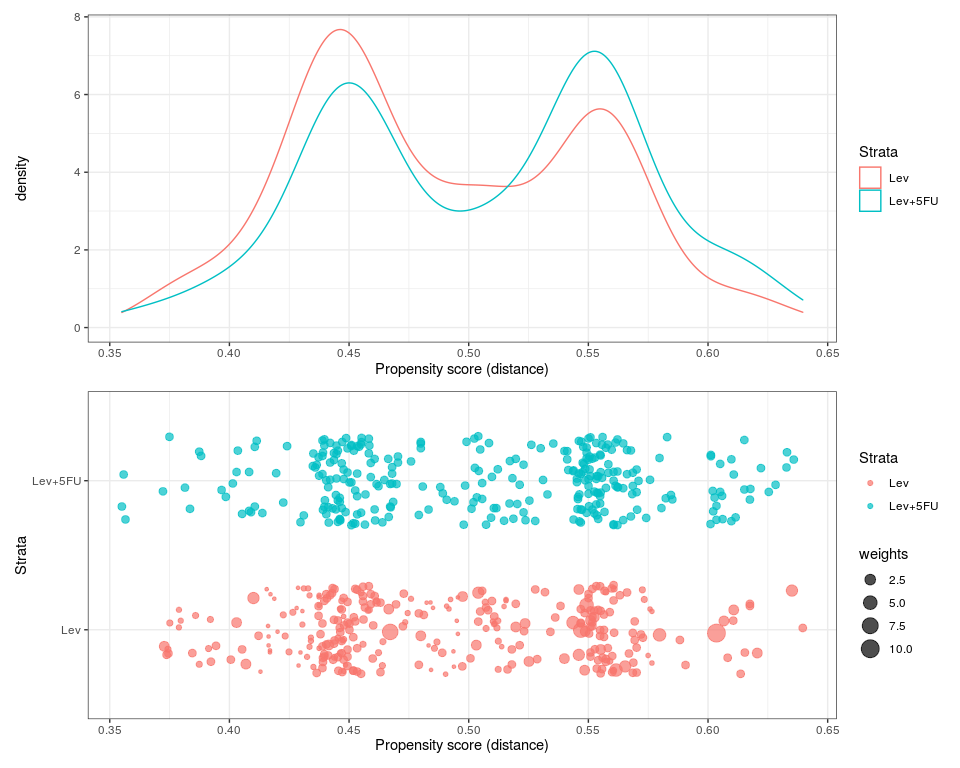 density
8
6
4
2
0
0.35 0.40 0.45 0.50 0.55 0.60 0.65
Propensity score (distance)
Strata
Lev
Lev+5FU
Strata
Lev+5FU
Lev
0.35 0.40 0.45 0.50 0.55 0.60 0.65
Propensity score (distance)
Strata
Lev
Lev+5FU
weights
2.5
5.0
7.5
10.0